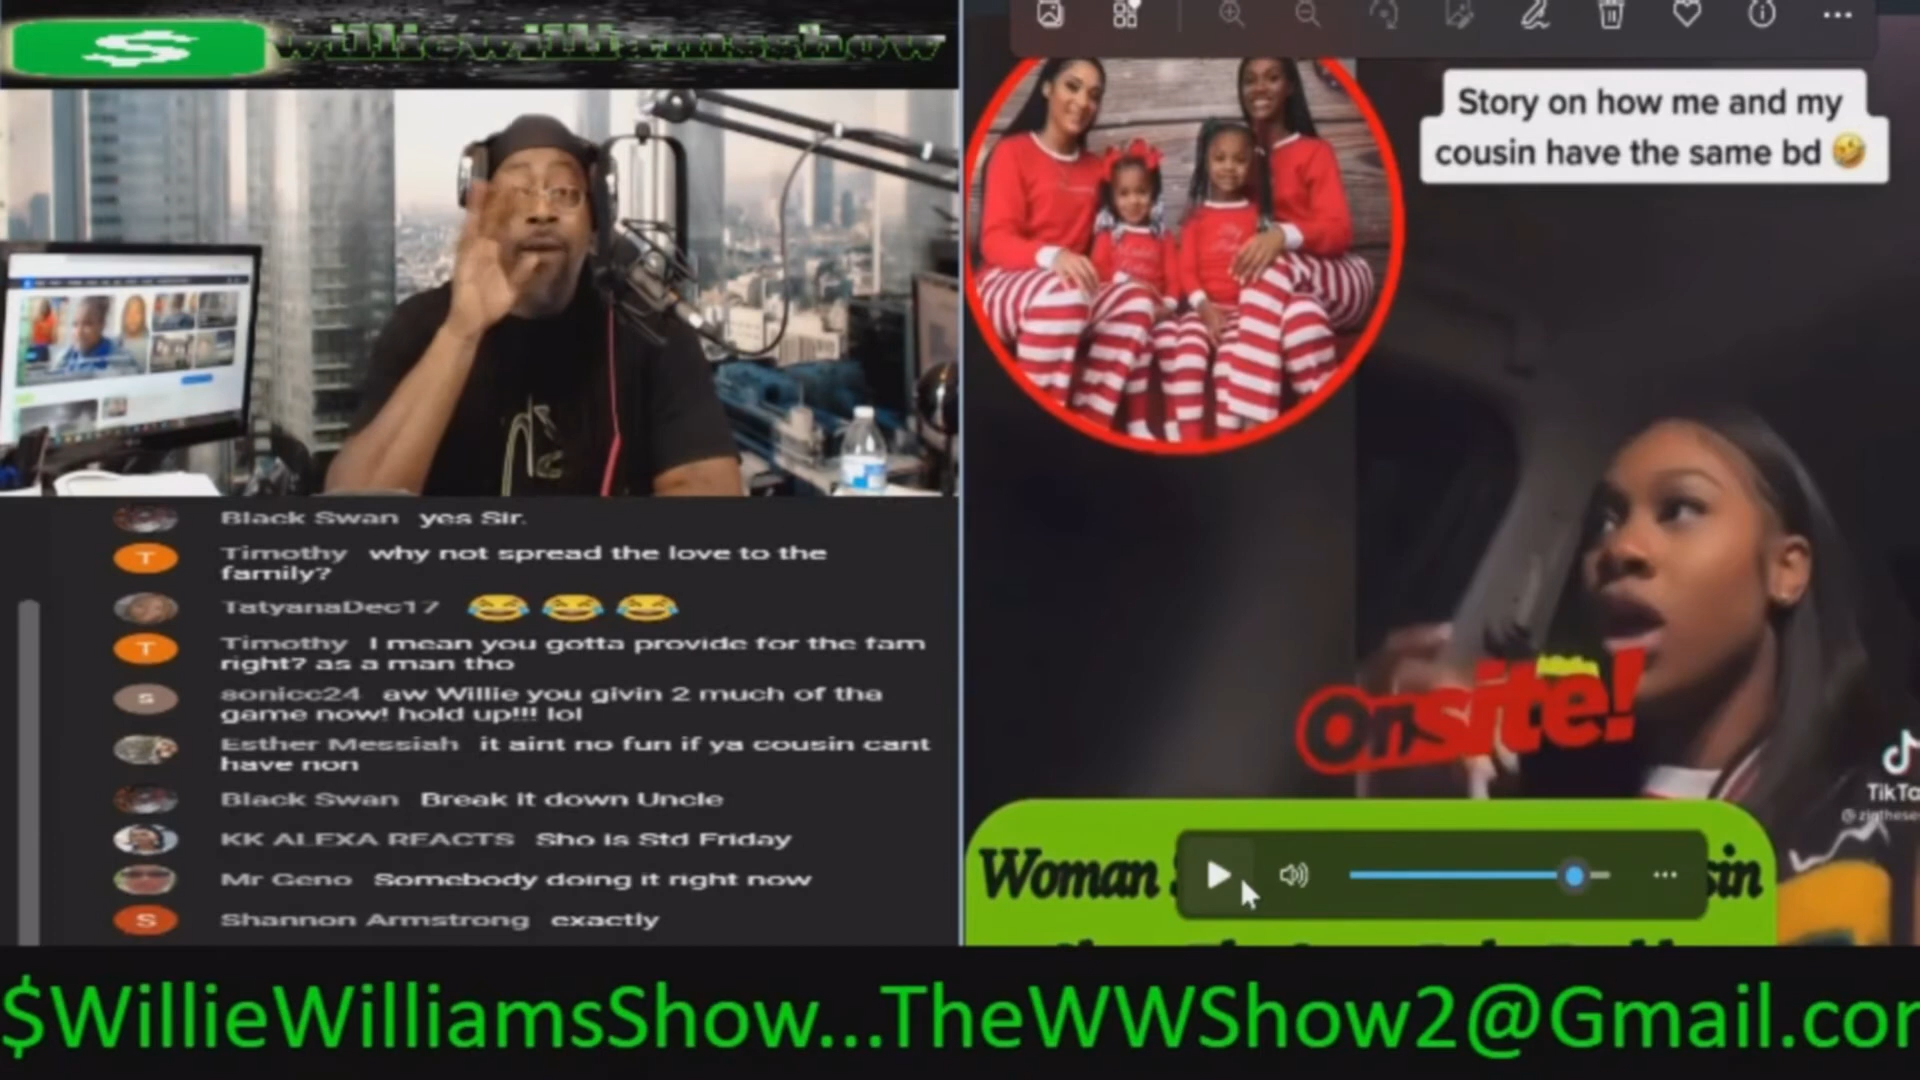 williewilliamsshow
Black Swan yes Sir.
T Timothy why not spread the love to the
family?
TatyanaDec17 😂 😂 😂
T Timothy I mean you gotta provide for the fam
right? as a man tho
s sonicc24 aw Willie you givin 2 much of tha
game now! hold up!!! lol
Esther Messiah it aint no fun if ya cousin cant
have non
Black Swan Break it down Uncle
KK ALEXA REACTS Sho is Std Friday
Mr Geno Somebody doing it right now
S Shannon Armstrong exactly
Story on how me and my
cousin have the same bd 🤣
Onsite!
TikTo
Woman
sin
$WillieWilliamsShow...TheWWShow2@Gmail.co